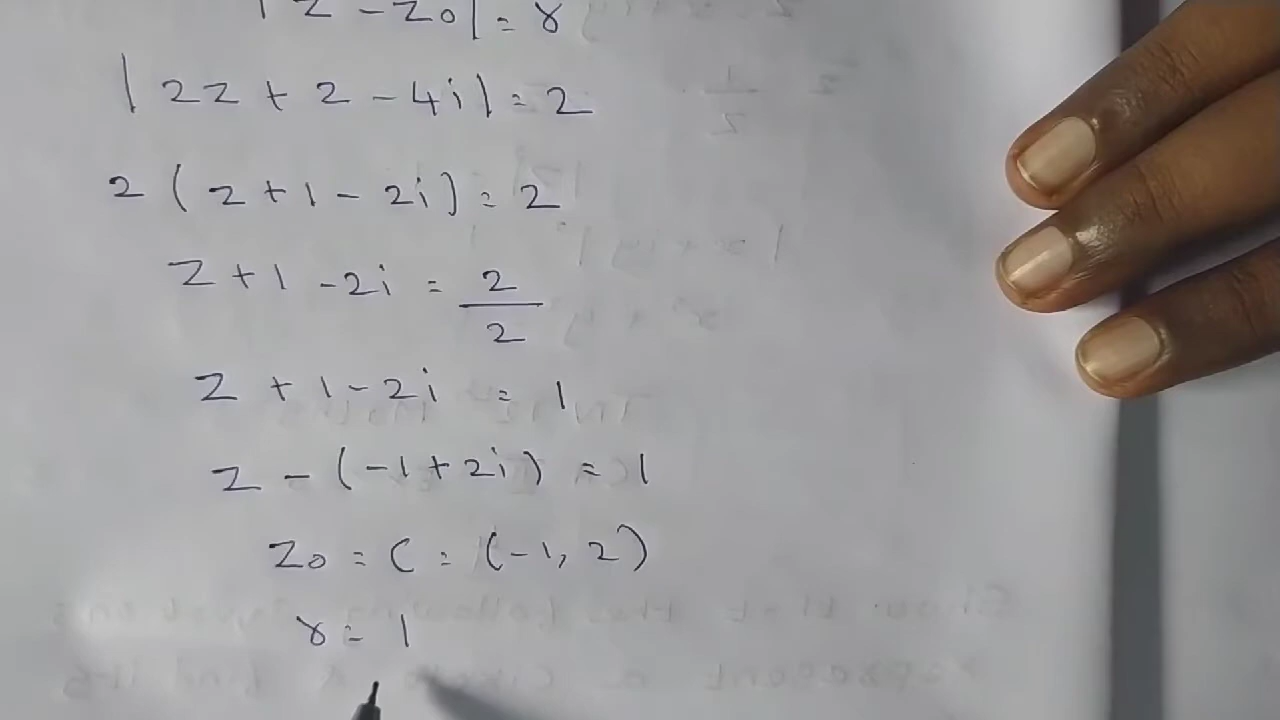 |z - z0| = r
|2z + 2 - 4i| = 2
2 (z + 1 - 2i) = 2
z + 1 - 2i = 2/2
z + 1 - 2i = 1
z - (-1 + 2i) = 1
z0 = C = (-1, 2)
r = 1